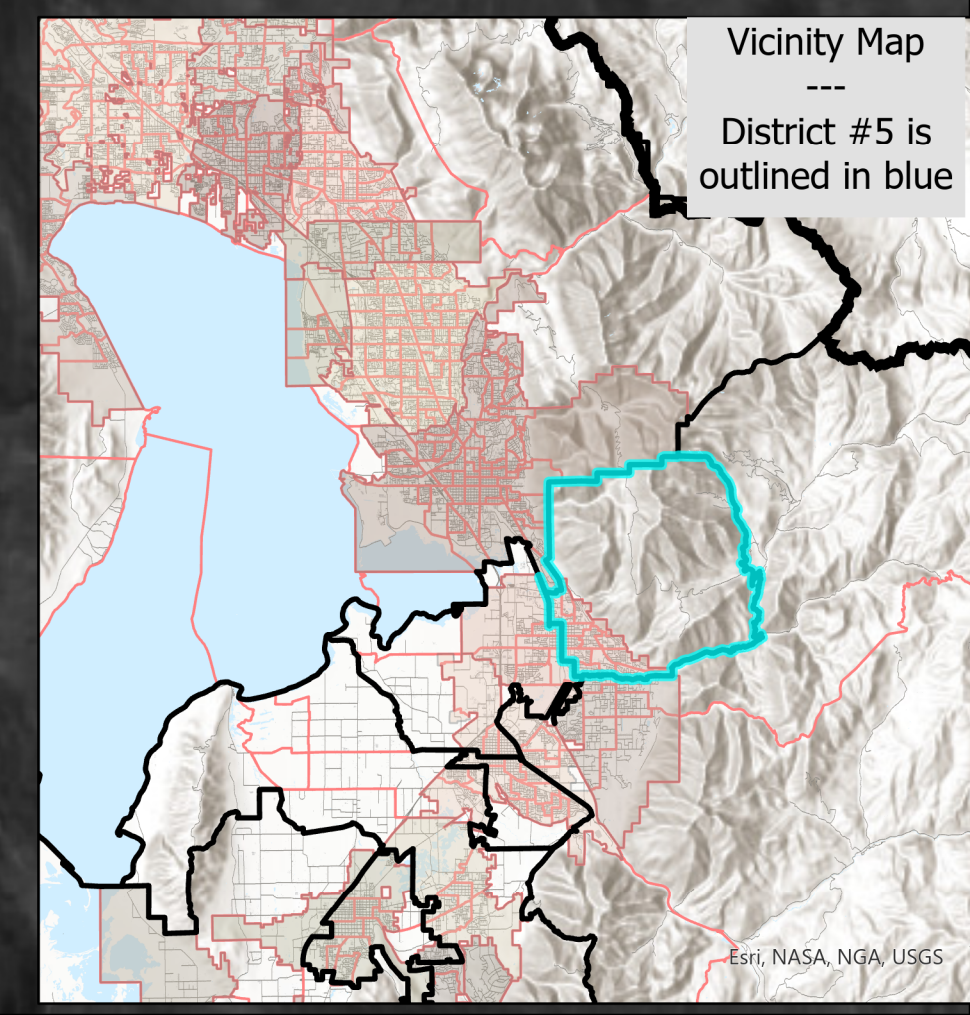 Vicinity Map
---
District #5 is
outlined in blue
Esri, NASA, NGA, USGS